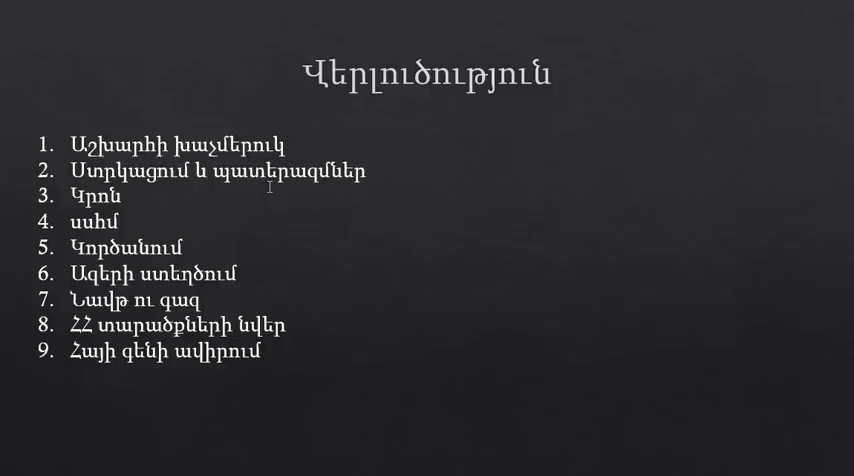 Վերլուծություն
1. Աշխարհի խաչմերուկ
2. Ստրկացում և պատերազմներ
3. Կրոն
4. սսհմ
5. Կործանում
6. Ազերի ստեղծում
7. Նավթ ու գազ
8. ՀՀ տարածքների նվեր
9. Հայի գենի ավիրում